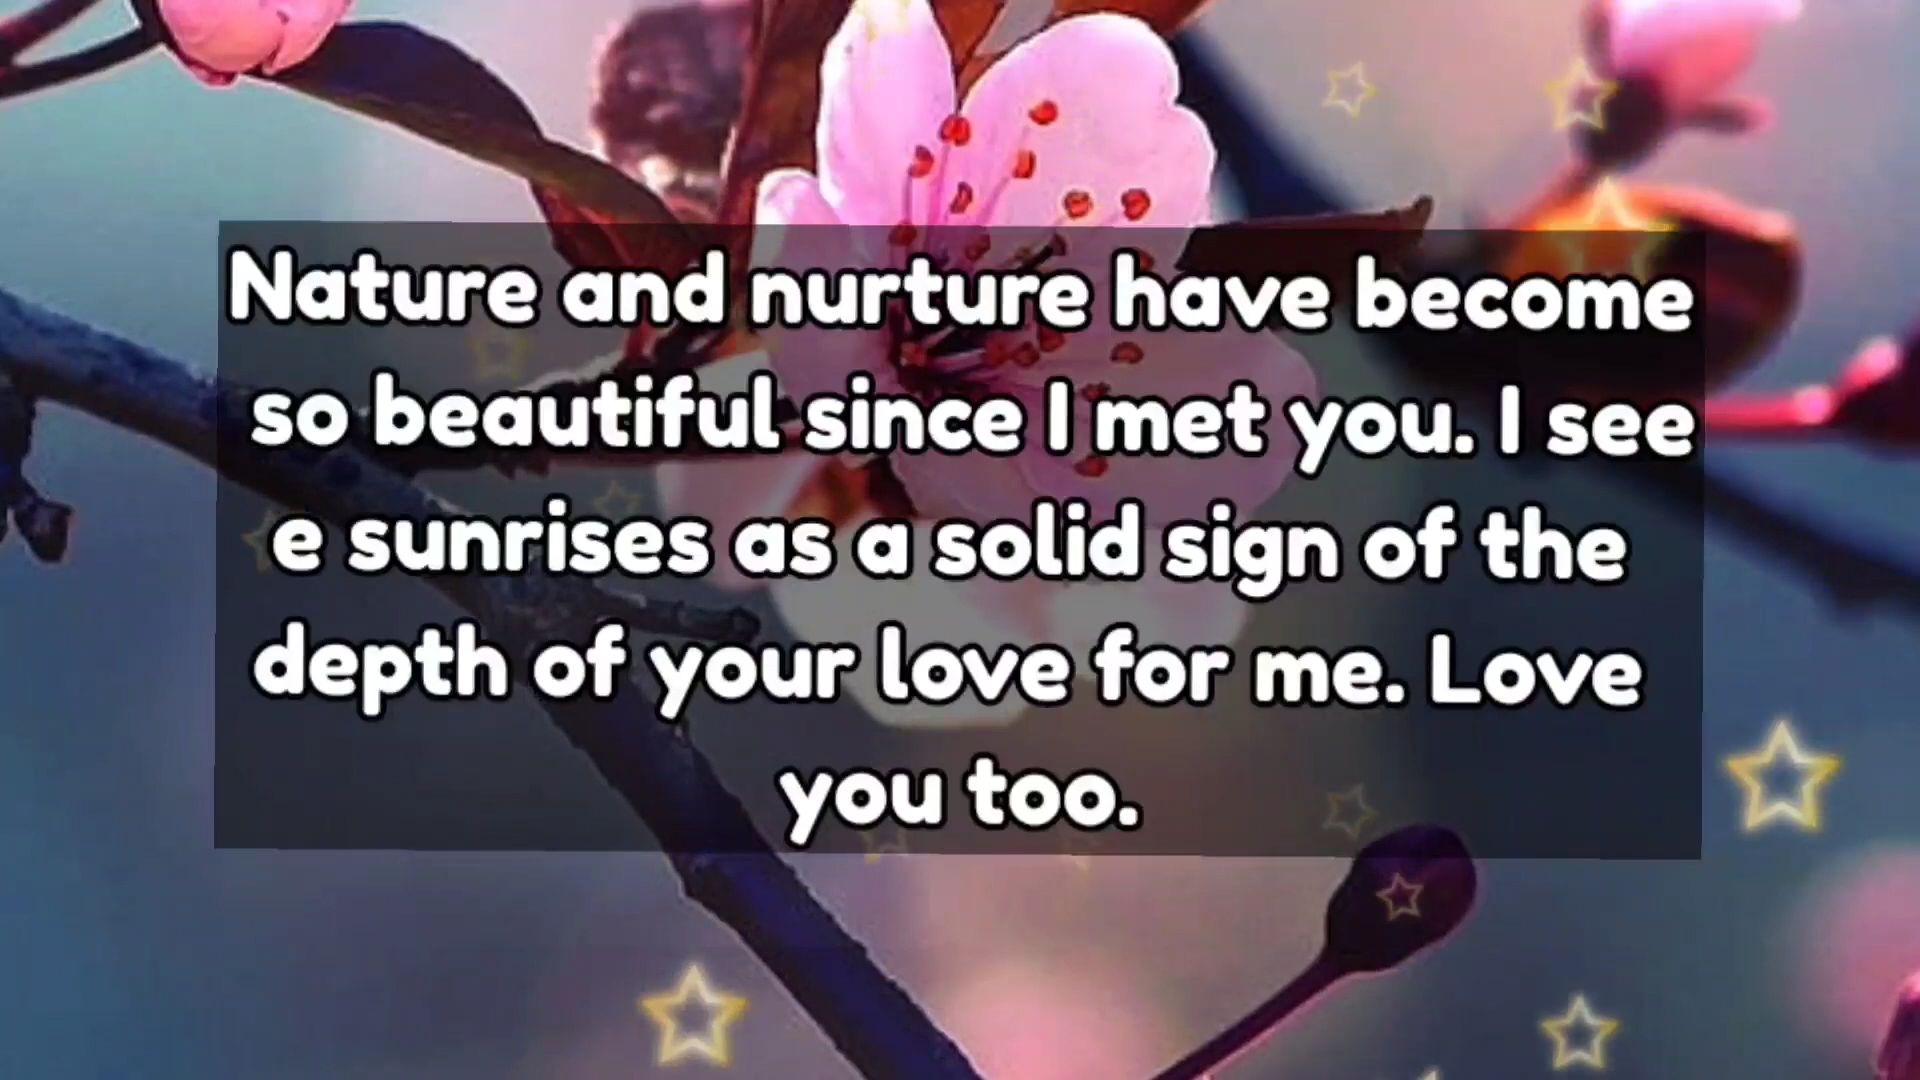 Nature and nurture have become
so beautiful since I met you. I see
e sunrises as a solid sign of the
depth of your love for me. Love
you too.